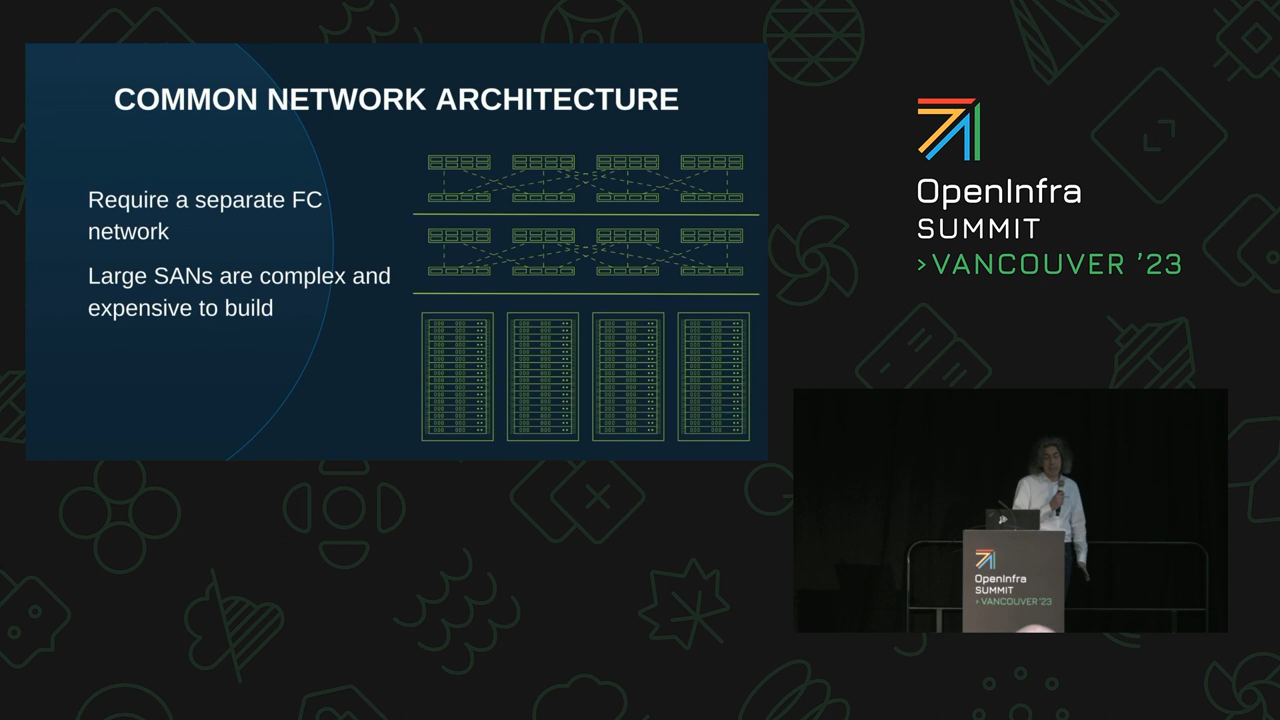 COMMON NETWORK ARCHITECTURE
Require a separate FC
network
Large SANs are complex and
expensive to build
OpenInfra
SUMMIT
>VANCOUVER '23
OpenInfra
SUMMIT
>VANCOUVER '23